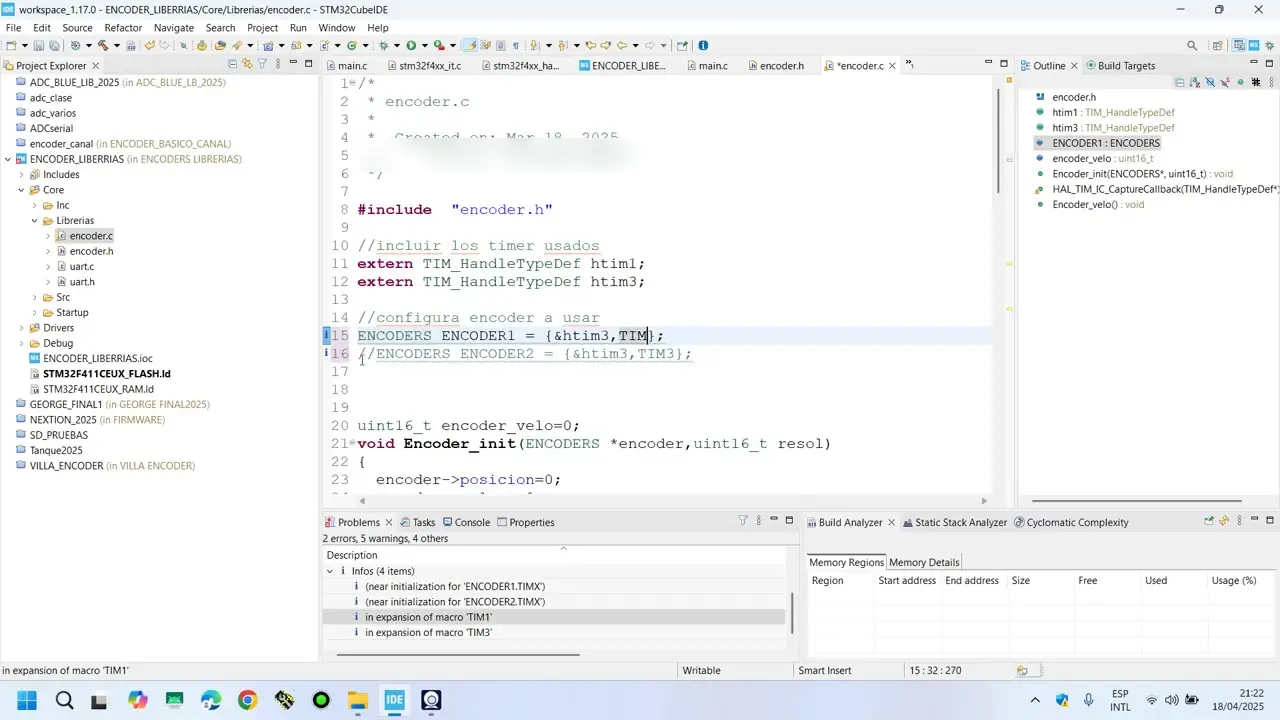 workspace_1.17.0 - ENCODER_LIBERRIAS/Core/Librerias/encoder.c - STM32CubeIDE
File Edit Source Refactor Navigate Search Project Run Window Help
Project Explorer
ADC_BLUE_LIB_2025 (in ADC_BLUE_LIB_2025)
adc_clase
adc_varios
ADCserial
encoder_canal (in ENCODER_BASICO_CANAL)
ENCODER_LIBERRIAS (in ENCODERS LIBRERIAS)
Includes
Core
Inc
Librerias
encoder.c
encoder.h
uart.c
uart.h
Src
Startup
Drivers
Debug
ENCODER_LIBERRIAS.ioc
STM32F411CEUX_FLASH.ld
STM32F411CEUX_RAM.ld
GEORGE_FINAL1 (in GEORGE FINAL2025)
NEXTION_2025 (in FIRMWARE)
SD_PRUEBAS
Tanque2025
VILLA_ENCODER (in VILLA ENCODER)
main.c stm32f4xx_it.c stm32f4xx_ha... ENCODER_LIBE... main.c encoder.h *encoder.c
1 /*
2 * encoder.c
3 *
4 * Created on: Mar 18, 2025
5
6 */
7
8 #include "encoder.h"
9
10 //incluir los timer usados
11 extern TIM_HandleTypeDef htim1;
12 extern TIM_HandleTypeDef htim3;
13
14 //configura encoder a usar
15 ENCODERS ENCODER1 = {&htim3,TIM};
16 //ENCODERS ENCODER2 = {&htim3,TIM3};
17
18
19
20 uint16_t encoder_velo=0;
21 void Encoder_init(ENCODERS *encoder,uint16_t resol)
22 {
23 encoder->posicion=0;
Outline Build Targets
encoder.h
htim1 : TIM_HandleTypeDef
htim3 : TIM_HandleTypeDef
ENCODER1 : ENCODERS
encoder_velo : uint16_t
Encoder_init(ENCODERS*, uint16_t) : void
HAL_TIM_IC_CaptureCallback(TIM_HandleTypeDef*
Encoder_velo() : void
Problems Tasks Console Properties
2 errors, 5 warnings, 4 others
Description
Infos (4 items)
(near initialization for 'ENCODER1.TIMX')
(near initialization for 'ENCODER2.TIMX')
in expansion of macro 'TIM1'
in expansion of macro 'TIM3'
Build Analyzer Static Stack Analyzer Cyclomatic Complexity
Memory Regions Memory Details
Region Start address End address Size Free Used Usage (%)
in expansion of macro 'TIM1' Writable Smart Insert 15 : 32 : 270
IDE
ESP
INTL
21:22
18/04/2025